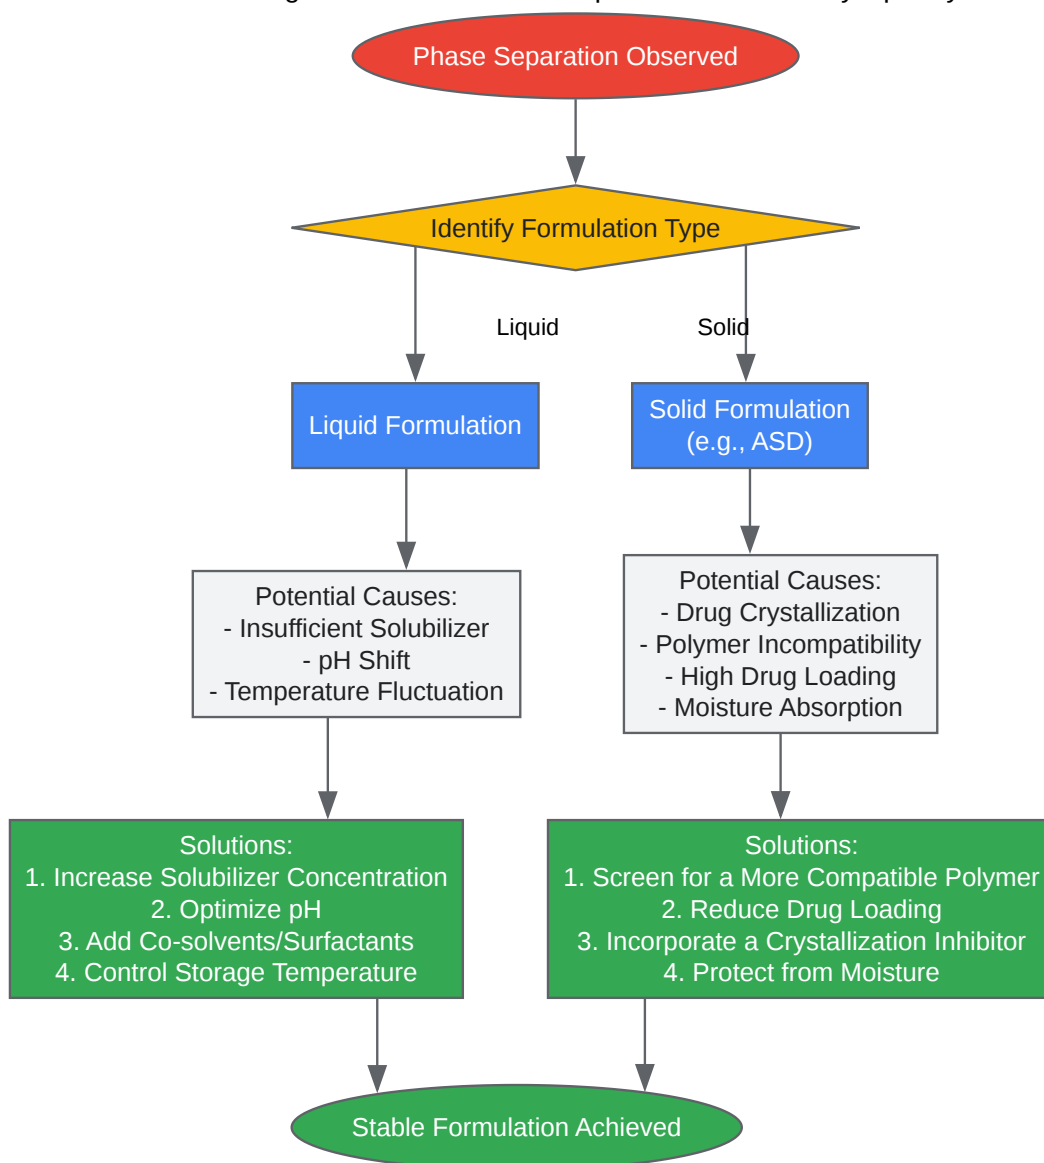 Phase Separation Observed
Identify Formulation Type
Liquid
Solid
Liquid Formulation
Solid Formulation
(e.g., ASD)
Potential Causes:
- Insufficient Solubilizer
- pH Shift
- Temperature Fluctuation
Potential Causes:
- Drug Crystallization
- Polymer Incompatibility
- High Drug Loading
- Moisture Absorption
Solutions:
1. Increase Solubilizer Concentration
2. Optimize pH
3. Add Co-solvents/Surfactants
4. Control Storage Temperature
Solutions:
1. Screen for a More Compatible Polymer
2. Reduce Drug Loading
3. Incorporate a Crystallization Inhibitor
4. Protect from Moisture
Stable Formulation Achieved